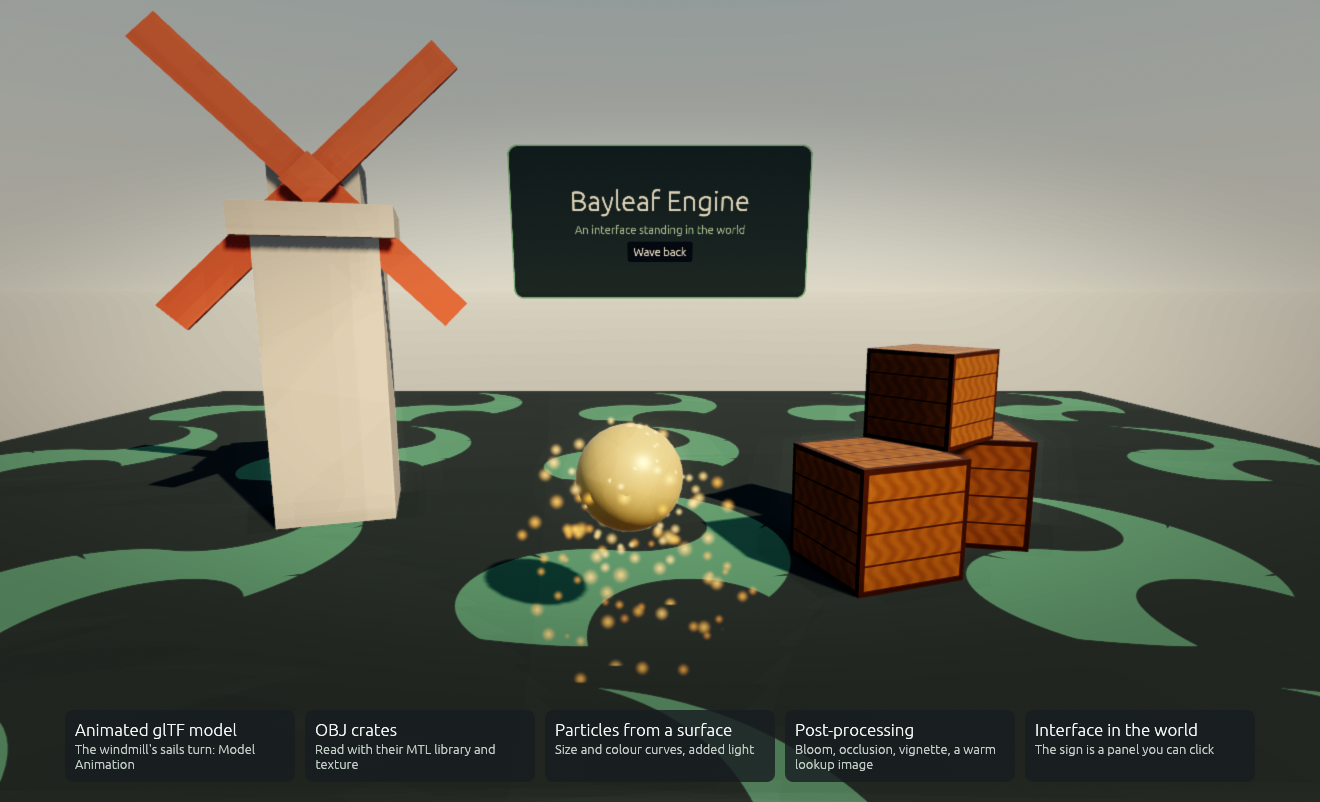 Bayleaf Engine
An interface standing in the world
Wave back
Animated glTF model
The windmill's sails turn: Model
Animation
OBJ crates
Read with their MTL library and
texture
Particles from a surface
Size and colour curves, added light
Post-processing
Bloom, occlusion, vignette, a warm
lookup image
Interface in the world
The sign is a panel you can click